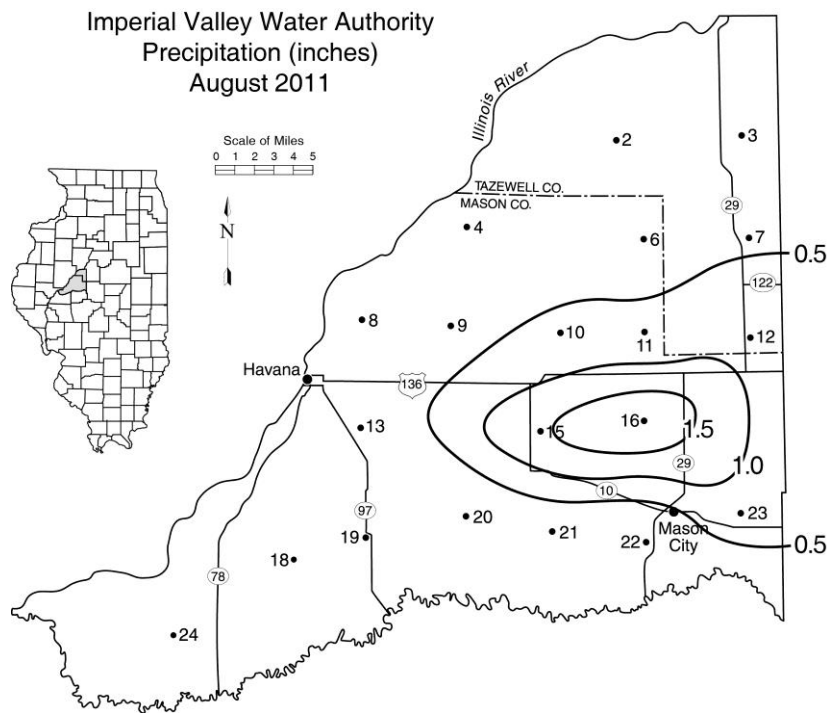 Imperial Valley Water Authority
Precipitation (inches)
August 2011
Scale of Miles
0 1 2 3 4 5
N
Illinois River
2
3
TAZEWELL CO.
MASON CO.
29
4
6
7
0.5
122
8
9
10
11
12
Havana
136
13
15
16
1.5
29
1.0
10
97
20
21
22
Mason
City
23
0.5
19
18
78
24